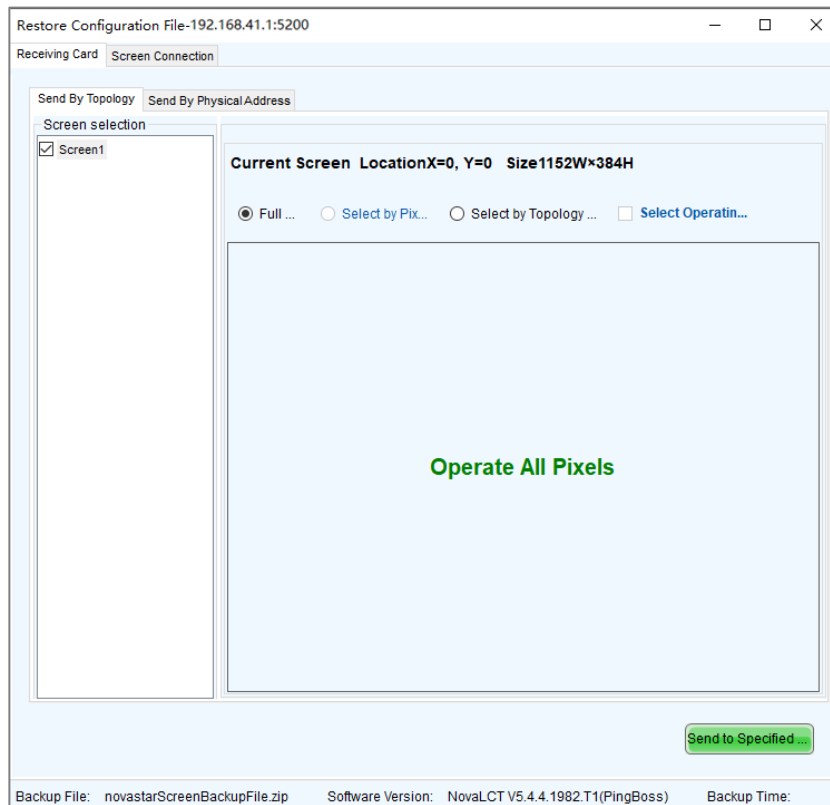 Restore Configuration File-192.168.41.1:5200
Receiving Card Screen Connection
Send By Topology Send By Physical Address
Screen selection
Screen1
Current Screen LocationX=0, Y=0 Size1152W×384H
Full ... Select by Pix... Select by Topology ... Select Operatin...
Operate All Pixels
Send to Specified ...
Backup File: novastarScreenBackupFile.zip Software Version: NovaLCT V5.4.4.1982.T1(PingBoss) Backup Time: